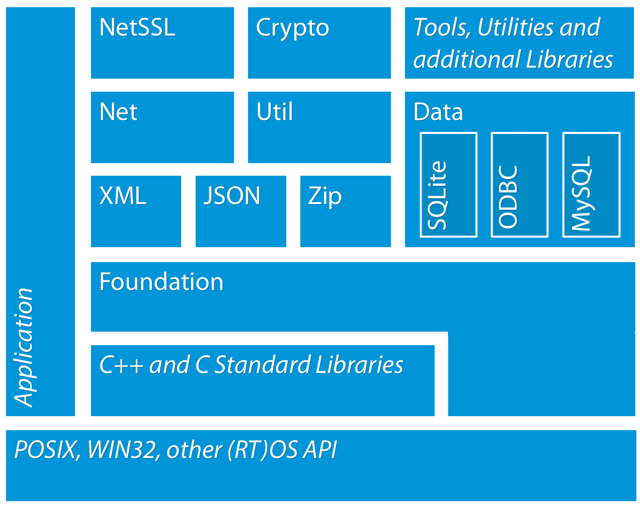 NetSSL
Crypto
Tools, Utilities and
additional Libraries
Net
Util
Data
SQLite
ODBC
MySQL
XML
JSON
Zip
Foundation
Application
C++ and C Standard Libraries
POSIX, WIN32, other (RT)OS API